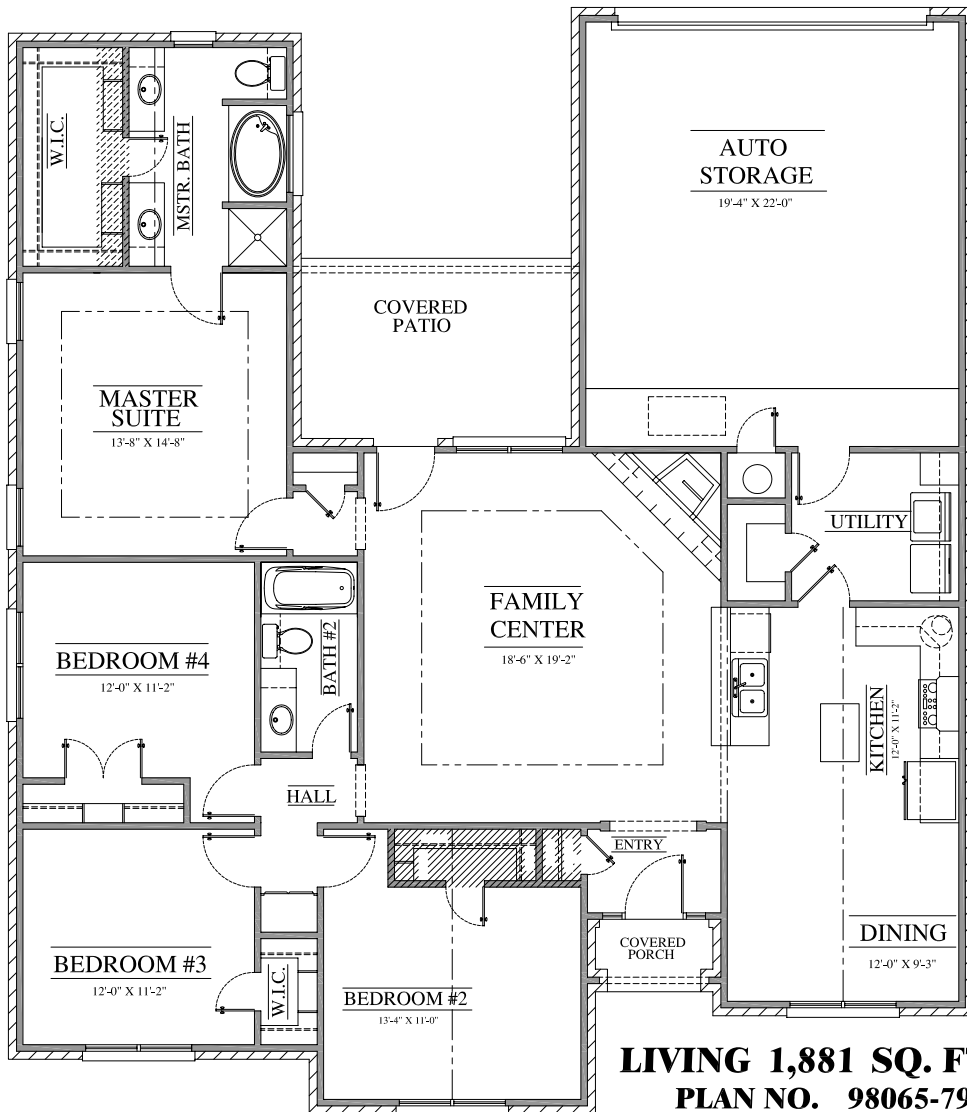 W.I.C.
MSTR. BATH
AUTO
STORAGE
19'-4" X 22'-0"
COVERED
PATIO
MASTER
SUITE
13'-8" X 14'-8"
UTILITY
FAMILY
CENTER
18'-6" X 19'-2"
BEDROOM #4
12'-0" X 11'-2"
BATH #2
KITCHEN
12'-0" X 11'-2"
HALL
ENTRY
COVERED
PORCH
DINING
12'-0" X 9'-3"
BEDROOM #3
12'-0" X 11'-2"
W.I.C.
BEDROOM #2
13'-4" X 11'-0"
LIVING 1,881 SQ. F
PLAN NO. 98065-79